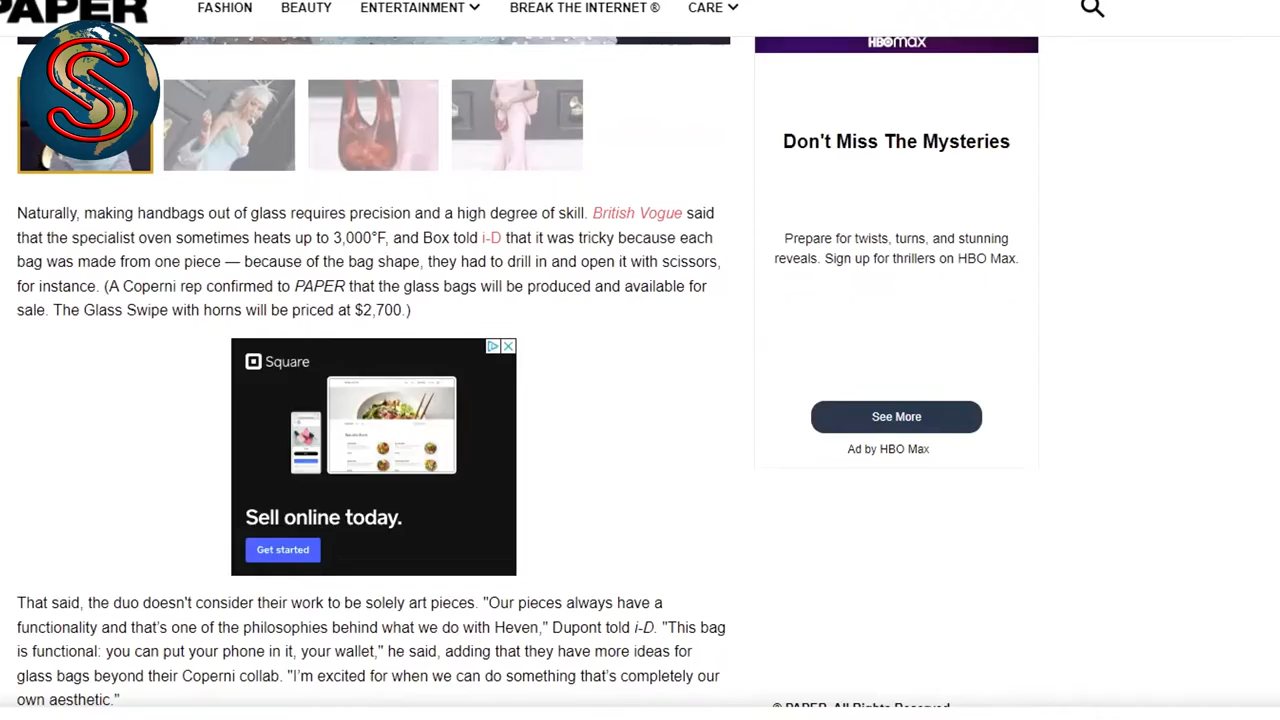 PAPER
FASHION
BEAUTY
ENTERTAINMENT
BREAK THE INTERNET ®
CARE
S
HBOmax
Don't Miss The Mysteries
Prepare for twists, turns, and stunning
reveals. Sign up for thrillers on HBO Max.
See More
Ad by HBO Max
Naturally, making handbags out of glass requires precision and a high degree of skill. British Vogue said
that the specialist oven sometimes heats up to 3,000°F, and Box told i-D that it was tricky because each
bag was made from one piece — because of the bag shape, they had to drill in and open it with scissors,
for instance. (A Coperni rep confirmed to PAPER that the glass bags will be produced and available for
sale. The Glass Swipe with horns will be priced at $2,700.)
Square
Sell online today.
Get started
That said, the duo doesn't consider their work to be solely art pieces. "Our pieces always have a
functionality and that's one of the philosophies behind what we do with Heven," Dupont told i-D. "This bag
is functional: you can put your phone in it, your wallet," he said, adding that they have more ideas for
glass bags beyond their Coperni collab. "I'm excited for when we can do something that's completely our
own aesthetic."
© PAPER. All Rights Reserved